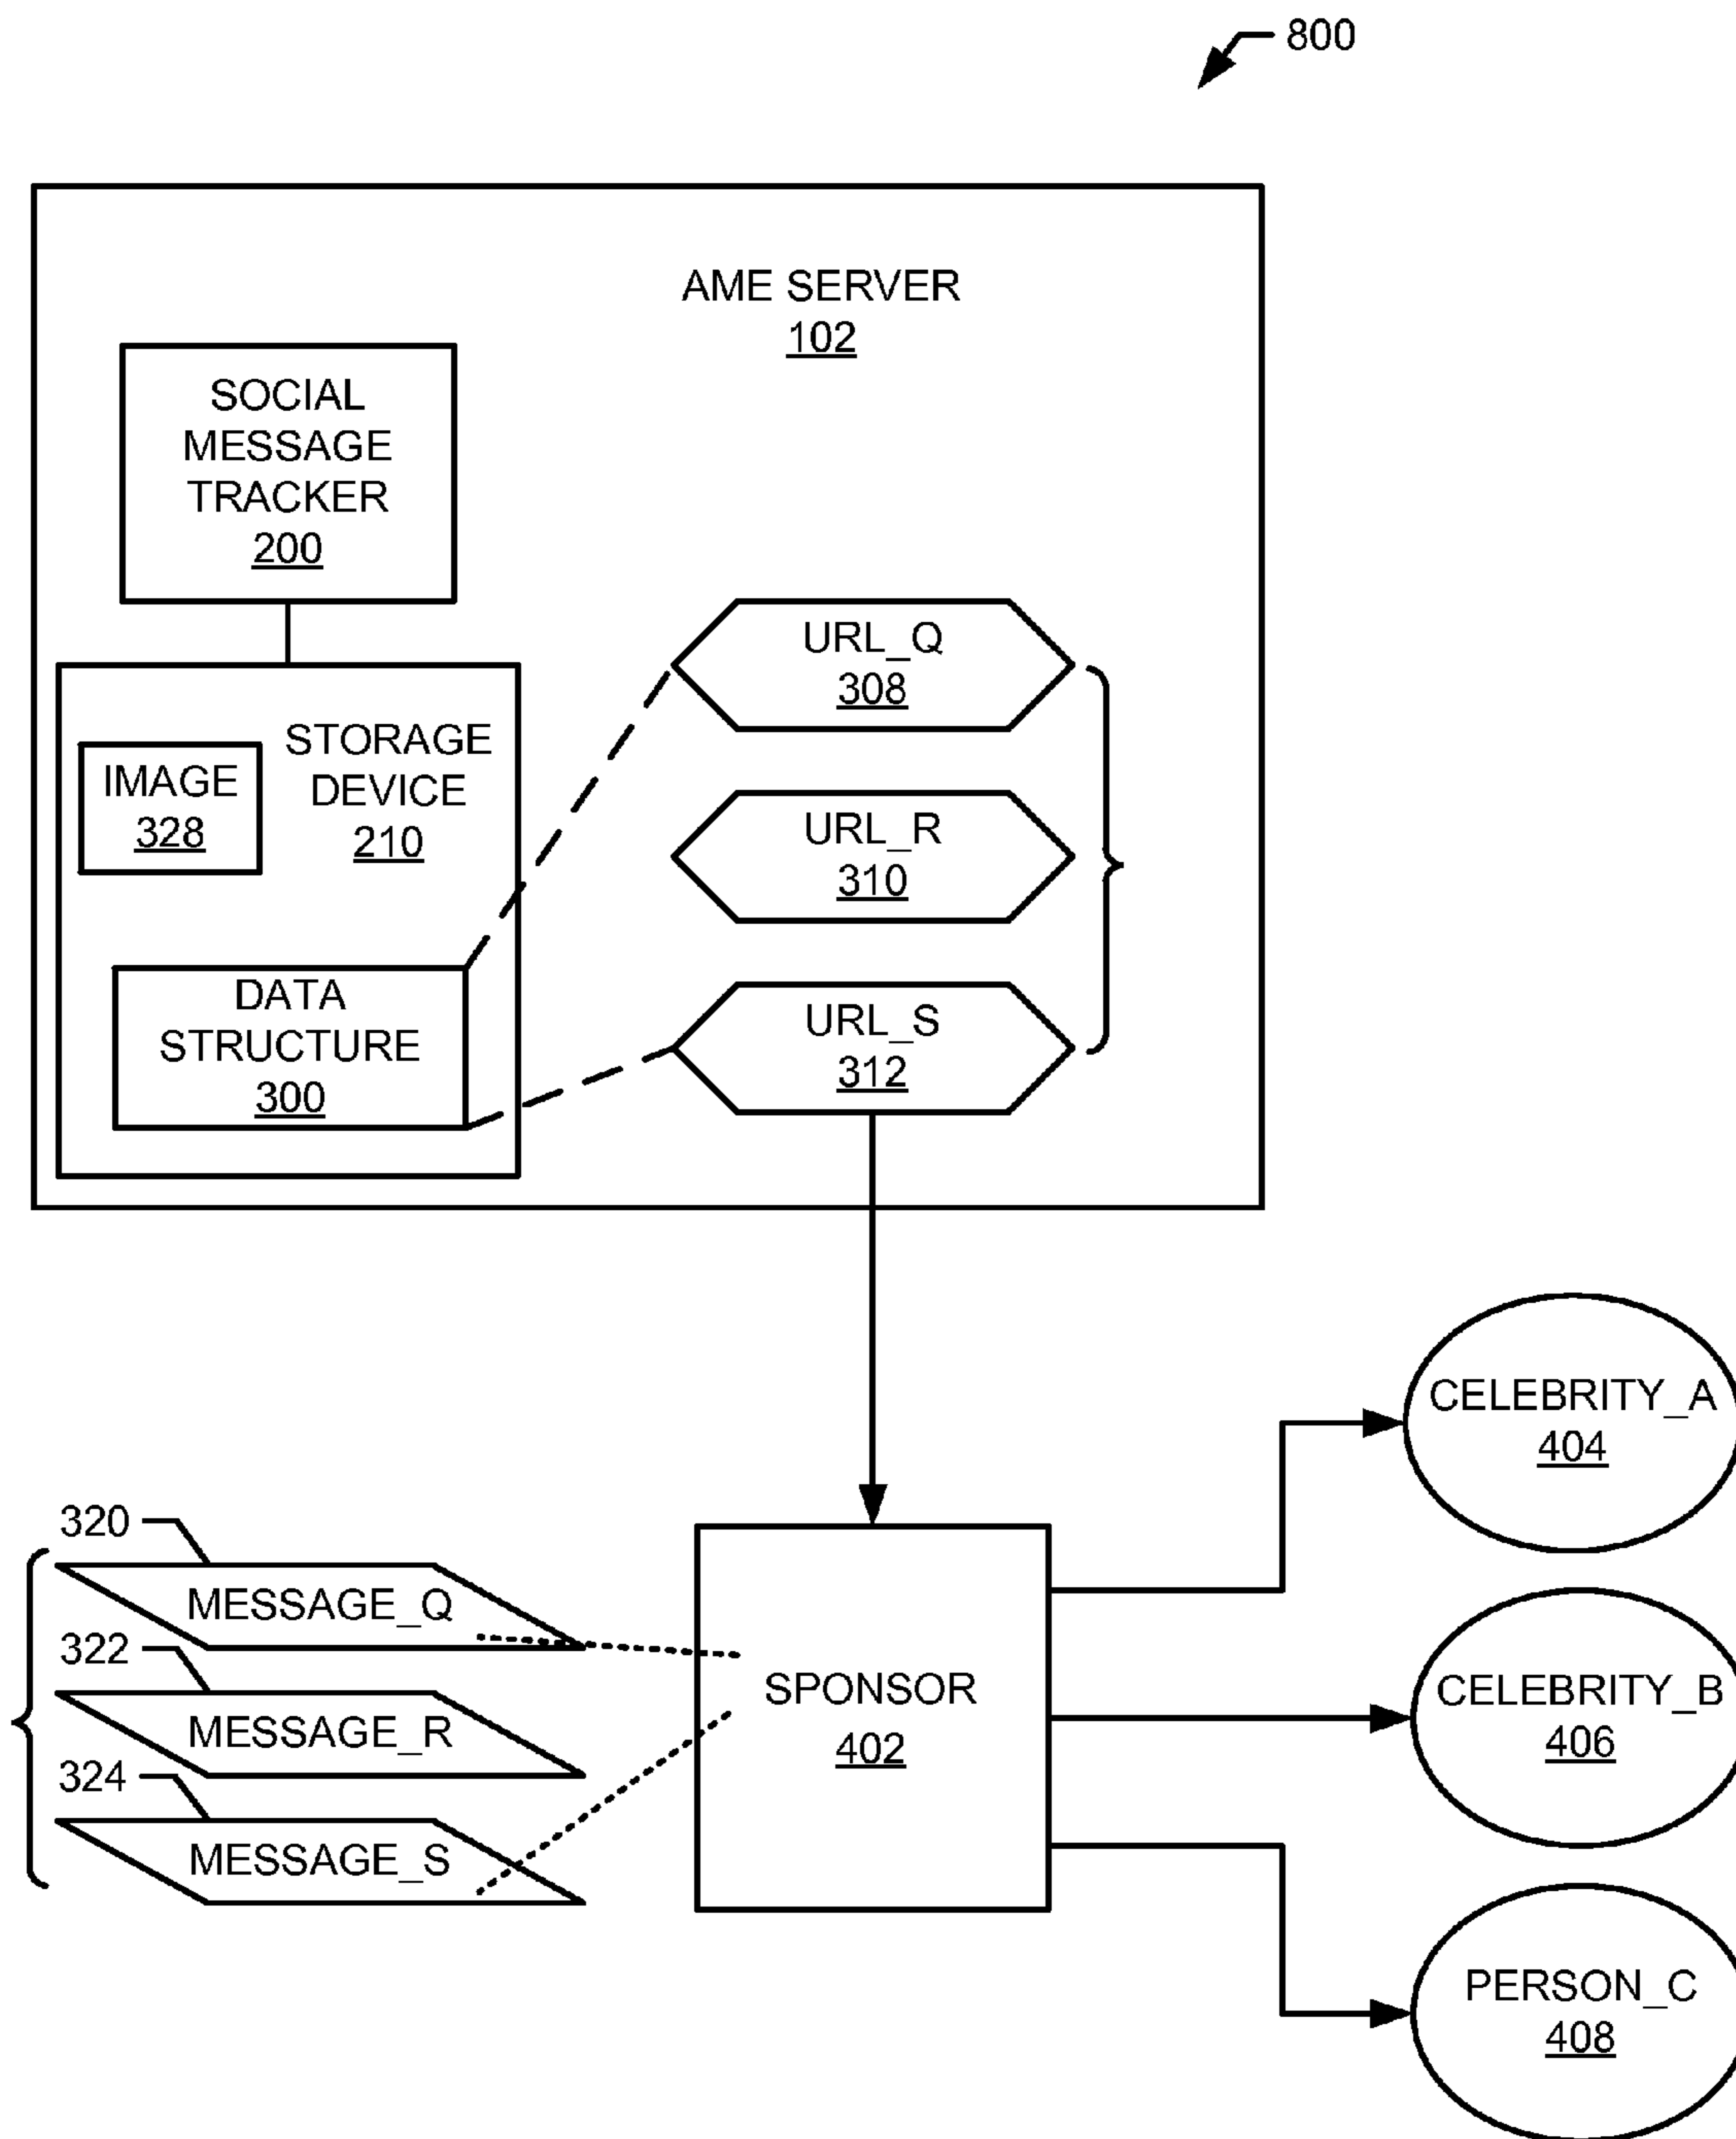 800
AME SERVER
102
SOCIAL
MESSAGE
TRACKER
200
URL_Q
308
STORAGE
DEVICE
210
IMAGE
328
URL_R
310
DATA
STRUCTURE
300
URL_S
312
CELEBRITY_A
404
320
MESSAGE_Q
322
MESSAGE_R
324
MESSAGE_S
SPONSOR
402
CELEBRITY_B
406
PERSON_C
408